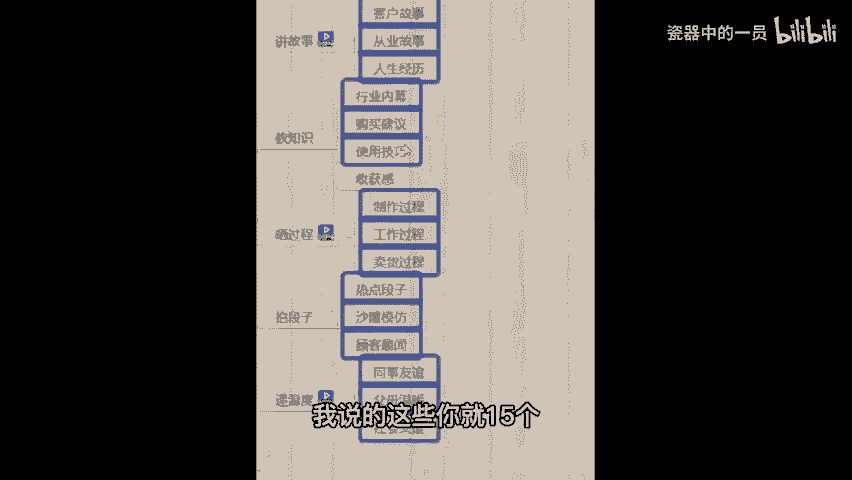 瓷器中的一员 bilibili
讲故事
客户故事
从业故事
人生经历
教知识
行业内幕
购买建议
使用技巧
收获感
晒过程
制作过程
工作过程
卖货过程
拍段子
热点段子
沙雕模仿
顾客趣闻
递温度
同事友谊
我说的这些你就15个